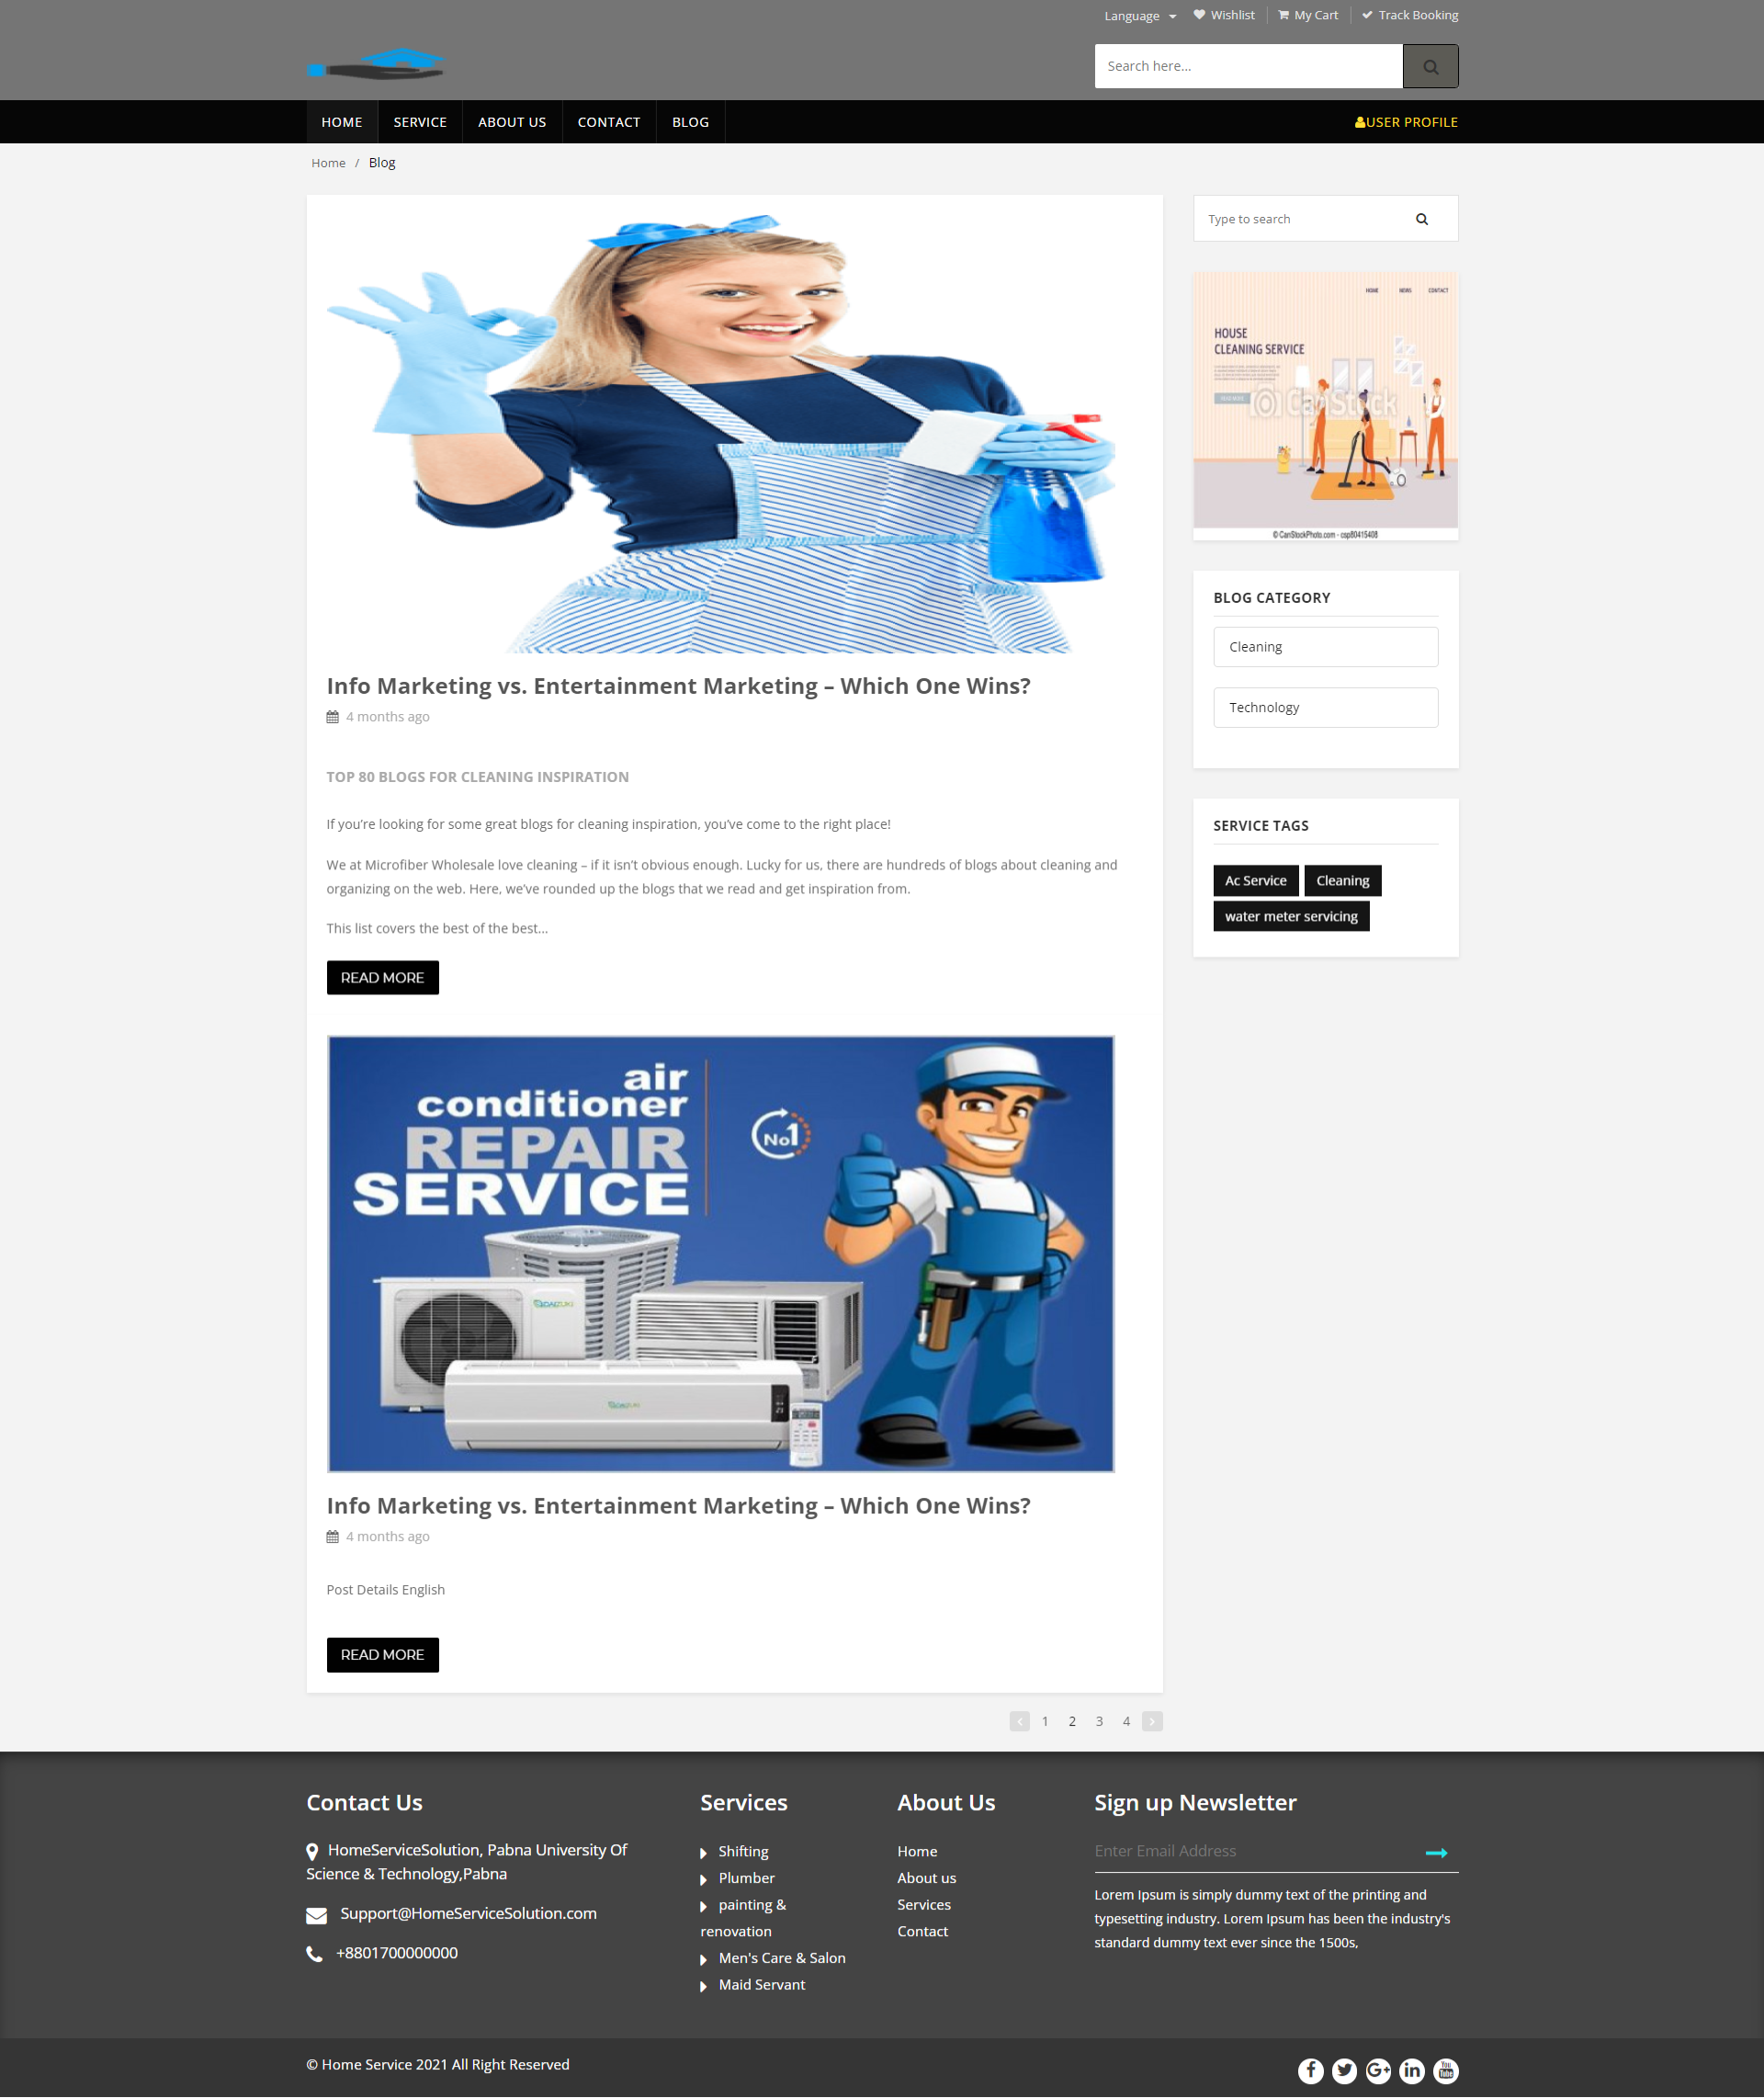 Language
Wishlist
My Cart
Track Booking
Search here...
HOME
SERVICE
ABOUT US
CONTACT
BLOG
USER PROFILE
Home / Blog
Type to search
HOME
NEWS
CONTACT
HOUSE
CLEANING SERVICE
READ MORE
CanStock
© CanStockPhoto.com - csp80415408
Info Marketing vs. Entertainment Marketing – Which One Wins?
4 months ago
TOP 80 BLOGS FOR CLEANING INSPIRATION
If you’re looking for some great blogs for cleaning inspiration, you’ve come to the right place!
We at Microfiber Wholesale love cleaning – if it isn’t obvious enough. Lucky for us, there are hundreds of blogs about cleaning and
organizing on the web. Here, we’ve rounded up the blogs that we read and get inspiration from.
This list covers the best of the best...
READ MORE
BLOG CATEGORY
Cleaning
Technology
SERVICE TAGS
Ac Service
Cleaning
water meter servicing
air
conditioner
REPAIR
SERVICE
No1
Info Marketing vs. Entertainment Marketing – Which One Wins?
4 months ago
Post Details English
READ MORE
1 2 3 4
Contact Us
HomeServiceSolution, Pabna University Of
Science & Technology,Pabna
Support@HomeServiceSolution.com
+8801700000000
Services
Shifting
Plumber
painting &
renovation
Men's Care & Salon
Maid Servant
About Us
Home
About us
Services
Contact
Sign up Newsletter
Enter Email Address
Lorem Ipsum is simply dummy text of the printing and
typesetting industry. Lorem Ipsum has been the industry's
standard dummy text ever since the 1500s,
© Home Service 2021 All Right Reserved
You
Tube